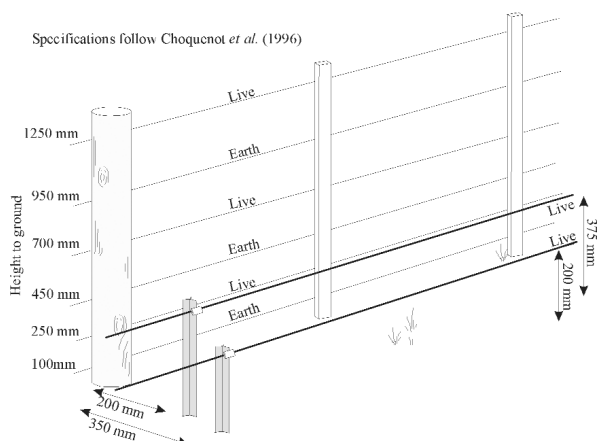 Specifications follow Choquenot et al. (1996)
Live
1250 mm
Earth
950 mm
Live
700 mm
Earth
Live
450 mm
Live
Live
250 mm
Earth
100mm
Height to ground
375 mm
200 mm
200 mm
350 mm